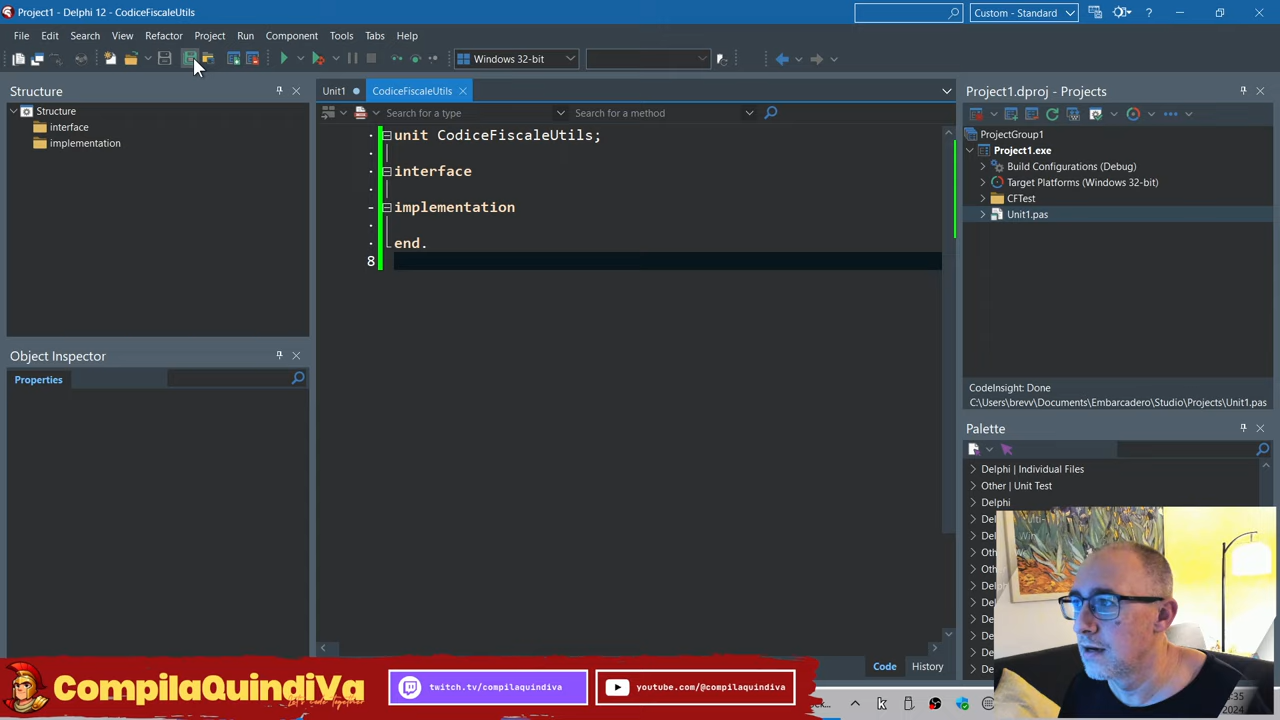 Project1 - Delphi 12 - CodiceFiscaleUtils
Custom - Standard
File Edit Search View Refactor Project Run Component Tools Tabs Help
Windows 32-bit
Structure
Structure
interface
implementation
Object Inspector
Properties
Unit1
CodiceFiscaleUtils
Search for a type
Search for a method
unit CodiceFiscaleUtils;
interface
implementation
end.
8
Code
History
Project1.dproj - Projects
ProjectGroup1
Project1.exe
Build Configurations (Debug)
Target Platforms (Windows 32-bit)
CFTest
Unit1.pas
CodeInsight: Done
C:\Users\brevv\Documents\Embarcadero\Studio\Projects\Unit1.pas
Palette
Delphi | Individual Files
Other | Unit Test
Delphi
CompilaQuindiVa
Let's code Together
twitch.tv/compilaquindiva
youtube.com/@compilaquindiva